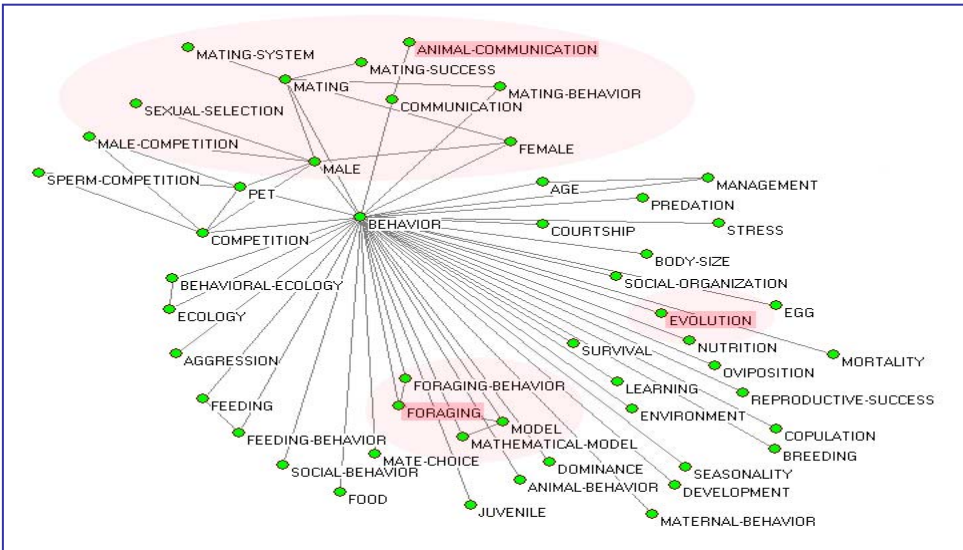 MATING-SYSTEM
ANIMAL-COMMUNICATION
MATING-SUCCESS
MATING
MATING-BEHAVIOR
COMMUNICATION
SEXUAL-SELECTION
MALE-COMPETITION
FEMALE
MALE
SPERM-COMPETITION
PET
AGE
MANAGEMENT
PREDATION
BEHAVIOR
COURTSHIP
STRESS
COMPETITION
BODY-SIZE
BEHAVIORAL-ECOLOGY
SOCIAL-ORGANIZATION
ECOLOGY
EGG
EVOLUTION
NUTRITION
SURVIVAL
AGGRESSION
MORTALITY
OVIPOSITION
FORAGING-BEHAVIOR
LEARNING
REPRODUCTIVE-SUCCESS
FEEDING
FORAGING
ENVIRONMENT
MODEL
FEEDING-BEHAVIOR
MATHEMATICAL-MODEL
COPULATION
BREEDING
MATE-CHOICE
SOCIAL-BEHAVIOR
DOMINANCE
SEASONALITY
ANIMAL-BEHAVIOR
DEVELOPMENT
FOOD
JUVENILE
MATERNAL-BEHAVIOR